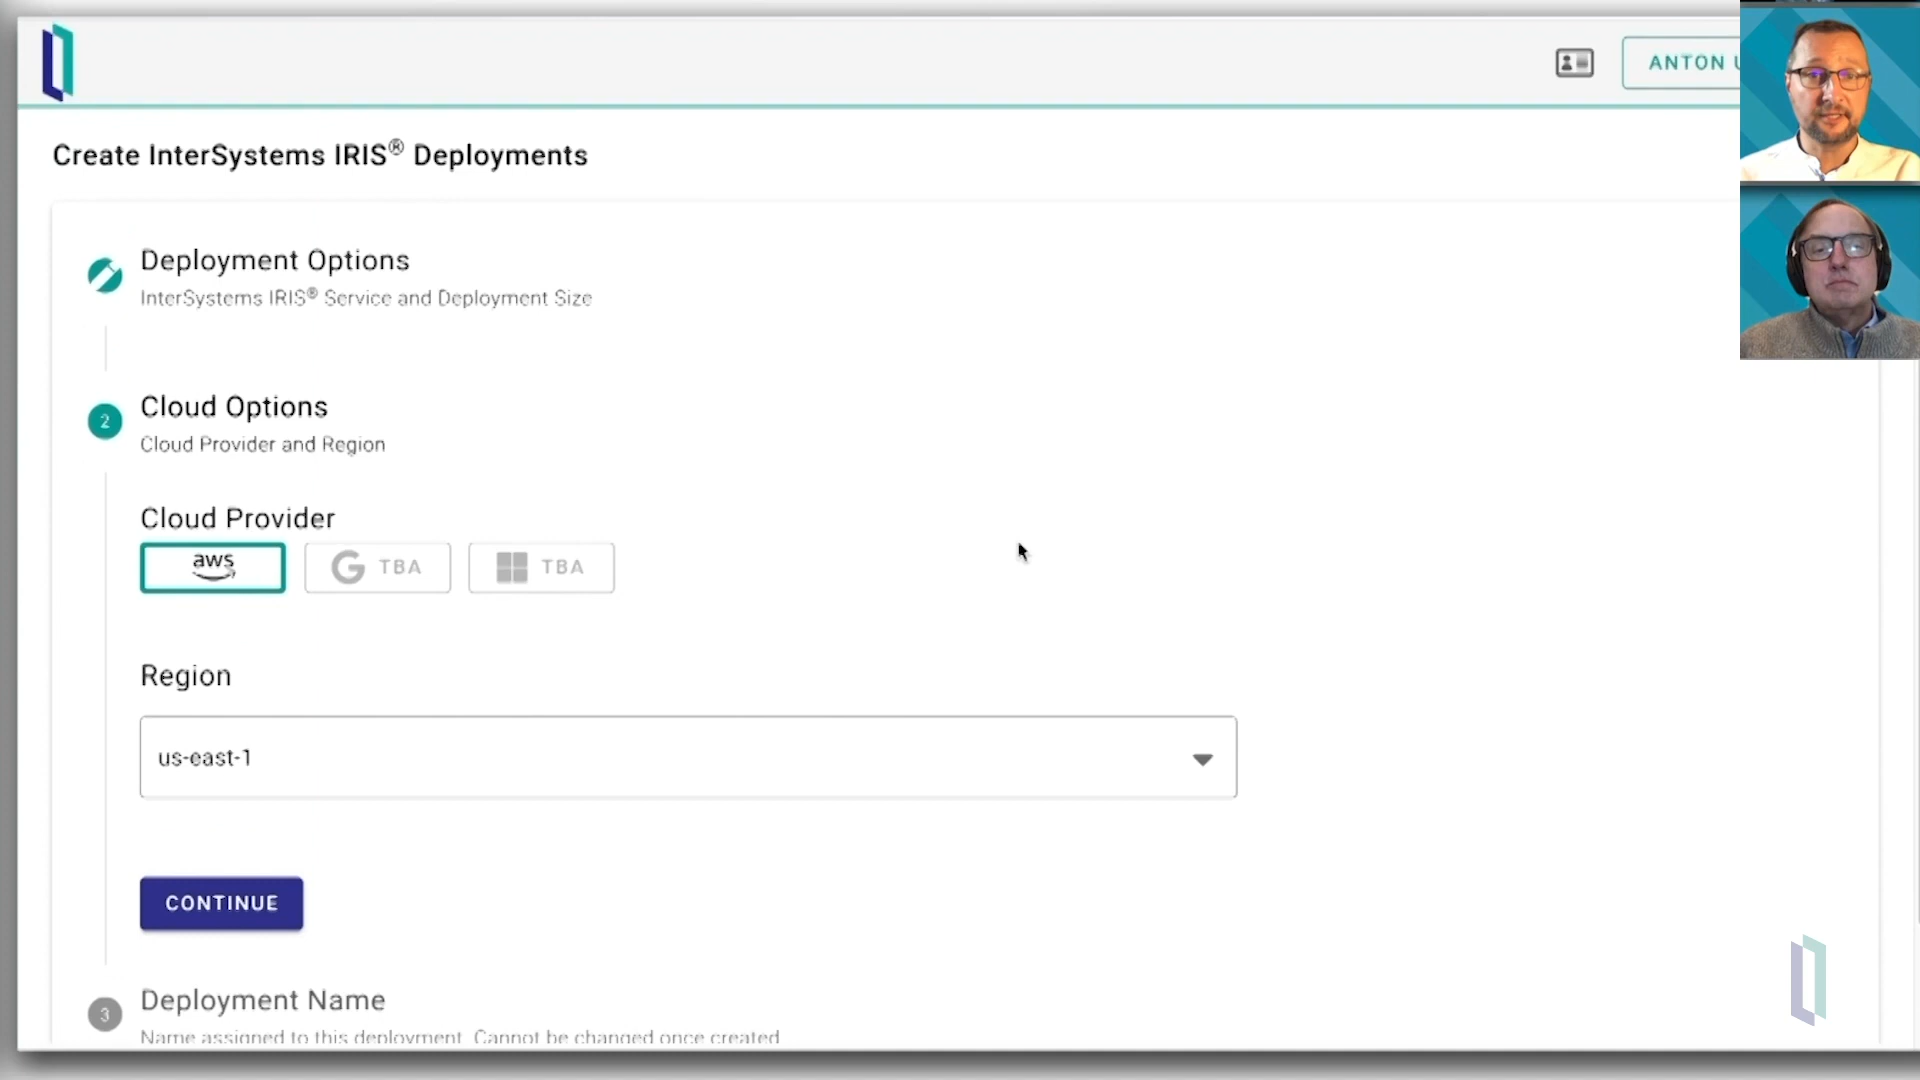 ANTON
Create InterSystems IRIS® Deployments
Deployment Options
InterSystems IRIS® Service and Deployment Size
2
Cloud Options
Cloud Provider and Region
Cloud Provider
aws
G TBA
TBA
Region
us-east-1
CONTINUE
3
Deployment Name
Name assigned to this deployment. Cannot be changed once created